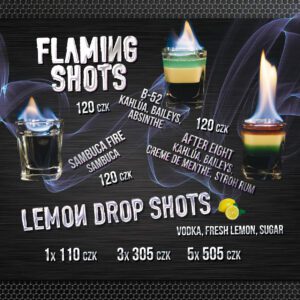 FLAMING
SHOTS
120 CZK
B-52
KAHLÚA, BAILEYS,
ABSINTHE
120 CZK
SAMBUCA FIRE
SAMBUCA
120 CZK
AFTER EIGHT
KAHLÚA, BAILEYS,
CREME DE MENTHE, STROH RUM
LEMON DROP SHOTS
VODKA, FRESH LEMON, SUGAR
1x 110 CZK 3x 305 CZK 5x 505 CZK